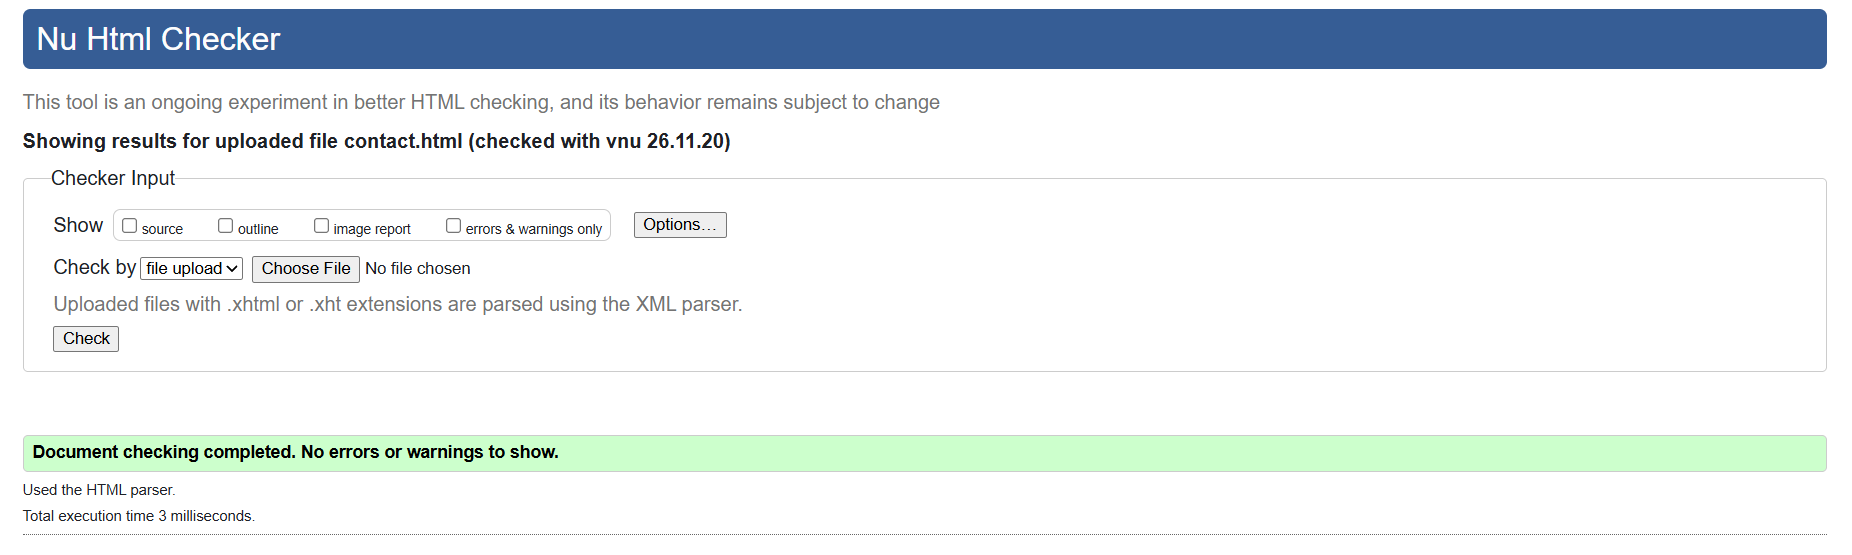 Nu Html Checker
This tool is an ongoing experiment in better HTML checking, and its behavior remains subject to change
Showing results for uploaded file contact.html (checked with vnu 26.11.20)
Checker Input
Show source outline image report errors & warnings only Options…
Check by file upload Choose File No file chosen
Uploaded files with .xhtml or .xht extensions are parsed using the XML parser.
Check
Document checking completed. No errors or warnings to show.
Used the HTML parser.
Total execution time 3 milliseconds.